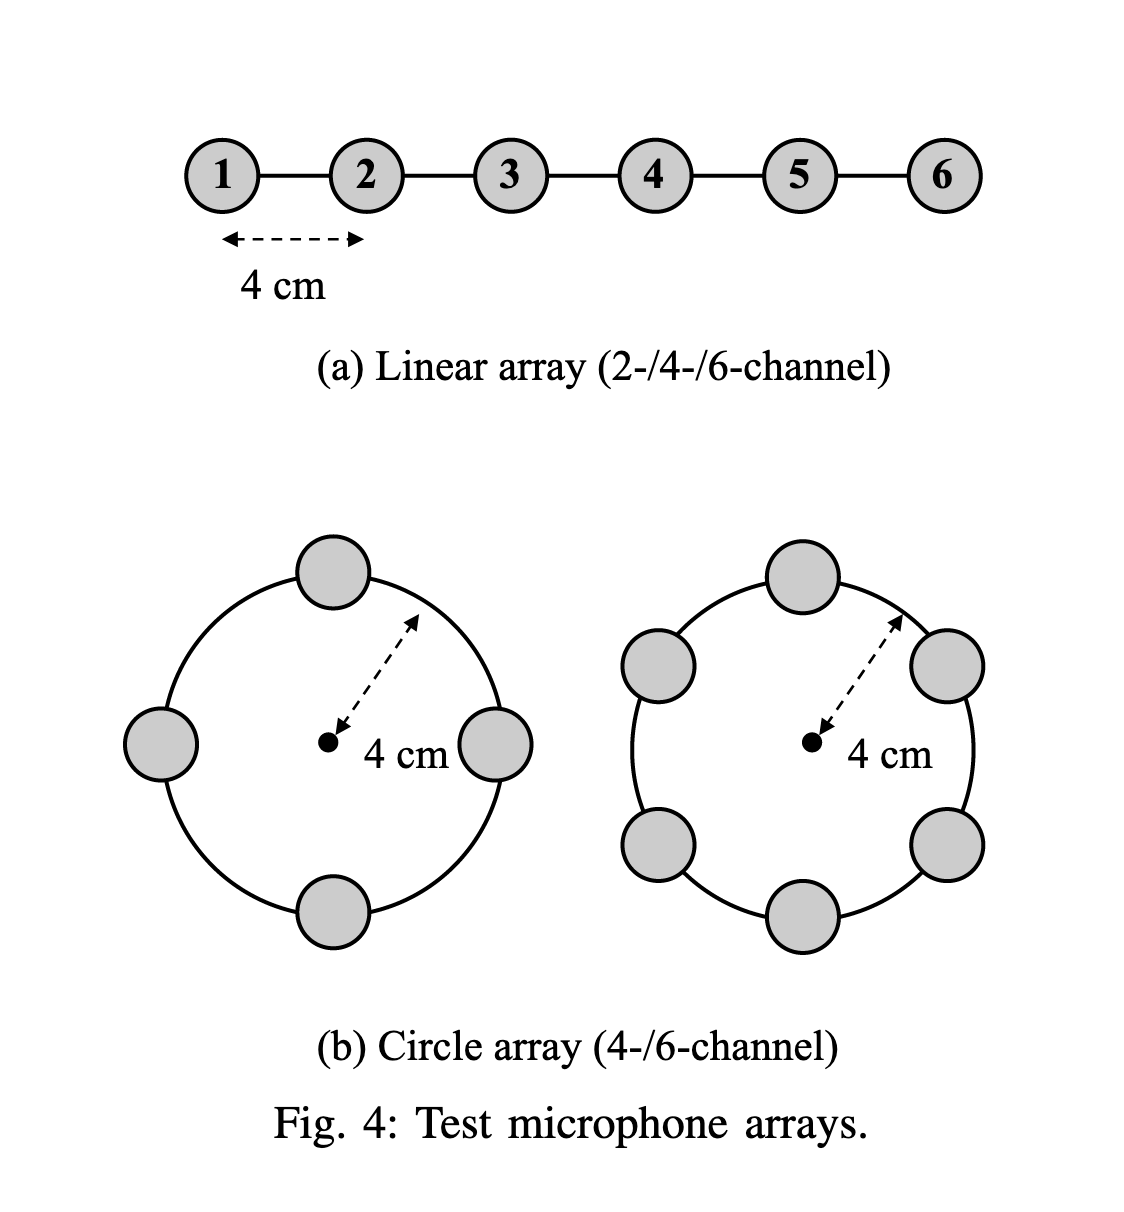 1 2 3 4 5 6
4 cm
(a) Linear array (2-/4-/6-channel)
4 cm 4 cm
(b) Circle array (4-/6-channel)
Fig. 4: Test microphone arrays.